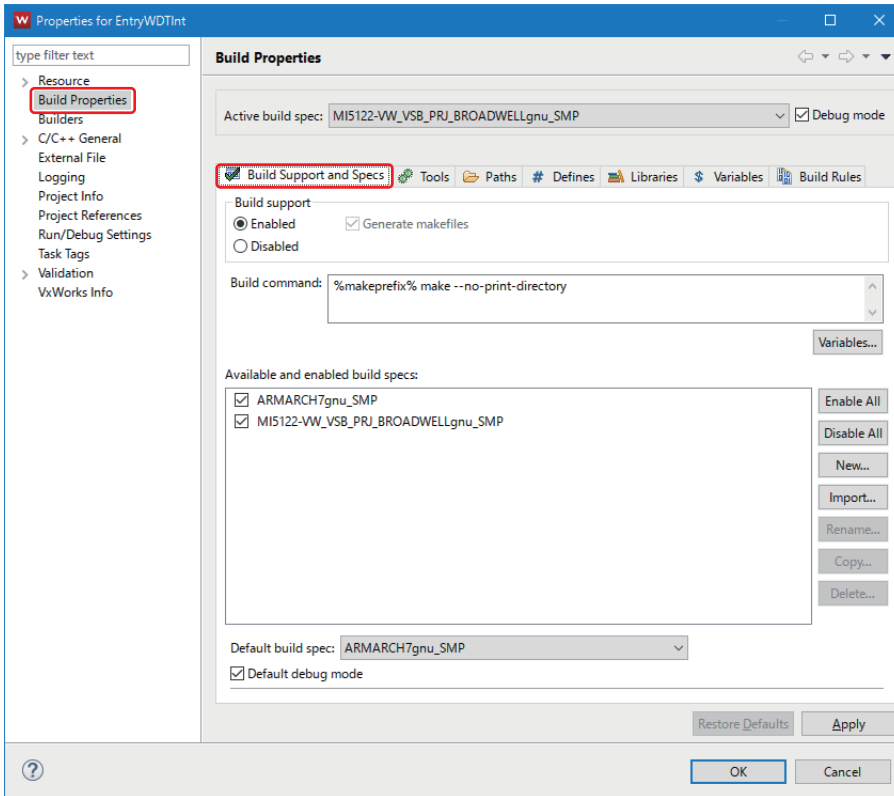 W Properties for EntryWDTInt
type filter text
Resource
Build Properties
Builders
C/C++ General
External File
Logging
Project Info
Project References
Run/Debug Settings
Task Tags
Validation
VxWorks Info
Build Properties
Active build spec: MI5122-VW_VSB_PRJ_BROADWELLgnu_SMP Debug mode
Build Support and Specs Tools Paths # Defines Libraries $ Variables Build Rules
Build support
Enabled Generate makefiles
Disabled
Build command: %makeprefix% make --no-print-directory
Variables...
Available and enabled build specs:
ARMARCH7gnu_SMP
MI5122-VW_VSB_PRJ_BROADWELLgnu_SMP
Enable All
Disable All
New...
Import...
Rename...
Copy...
Delete...
Default build spec: ARMARCH7gnu_SMP
Default debug mode
Restore Defaults Apply
? OK Cancel